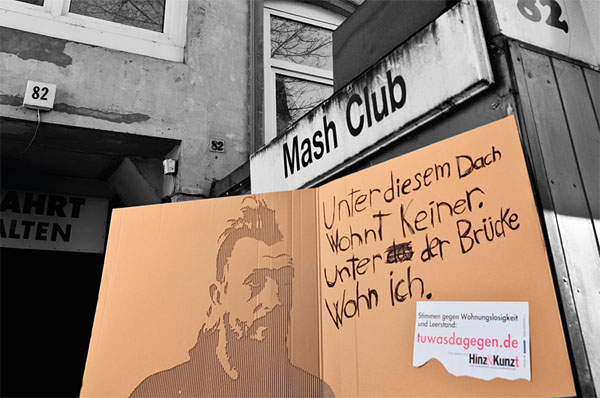 82
82
82
Mash Club
AHRT
ALTEN
Unter diesem Dach
Wohnt Keiner.
Unter der Brücke
Wohn ich.
Stimmen gegen Wohnungslosigkeit
und Leerstand:
tuwasdagegen.de
Hinz&Kunzt